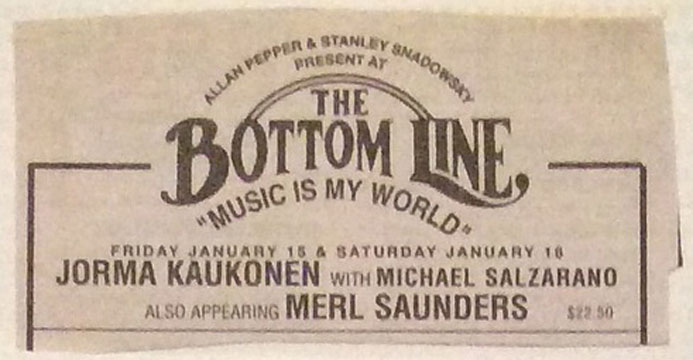 ALLAN PEPPER & STANLEY SNADOWSKY
PRESENT AT
THE
BOTTOM LINE,
"MUSIC IS MY WORLD"
FRIDAY JANUARY 15 & SATURDAY JANUARY 16
JORMA KAUKONEN WITH MICHAEL SALZARANO
ALSO APPEARING MERL SAUNDERS $22.50